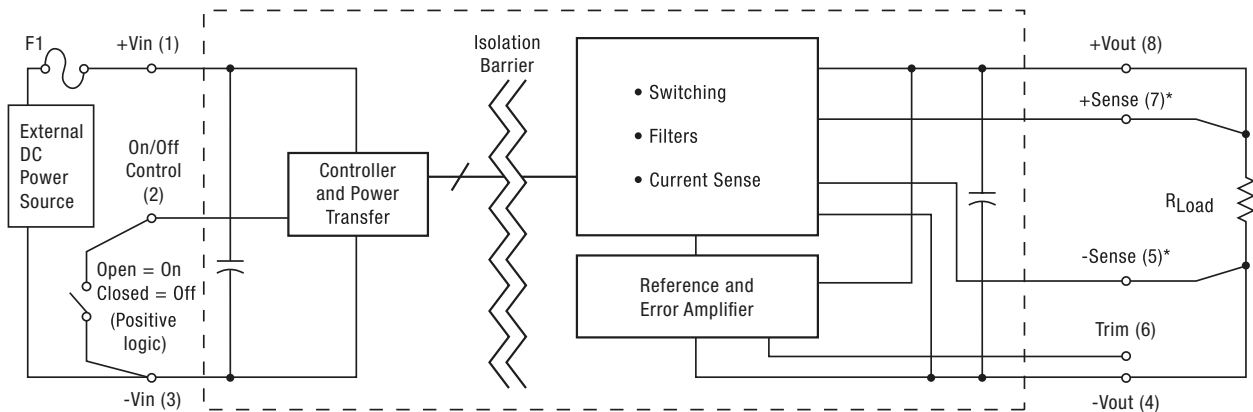 F1
+Vin (1)
External
DC
Power
Source
On/Off
Control
(2)
Open = On
Closed = Off
(Positive
logic)
-Vin (3)
Controller
and Power
Transfer
Isolation
Barrier
• Switching
• Filters
• Current Sense
Reference and
Error Amplifier
+Vout (8)
+Sense (7)*
RLoad
-Sense (5)*
Trim (6)
-Vout (4)